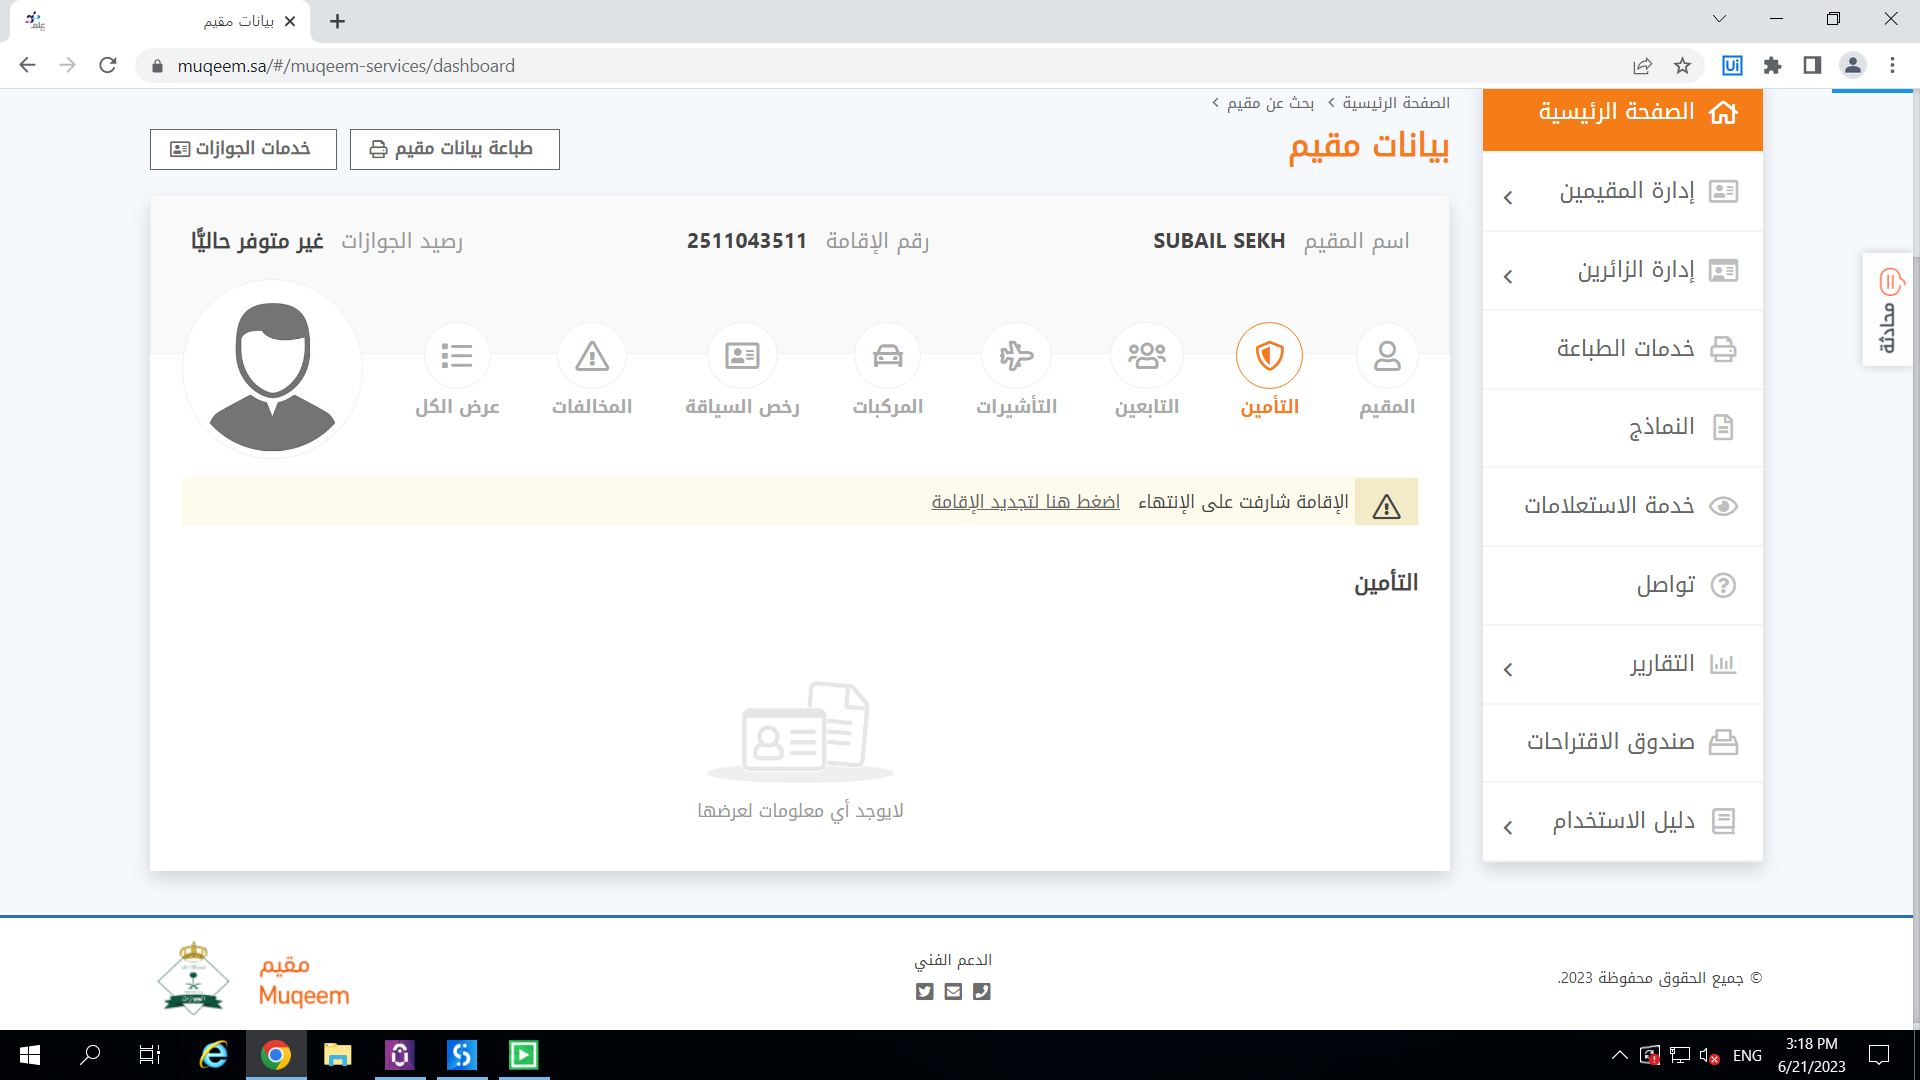 بيانات مقيم
muqeem.sa/#/muqeem-services/dashboard
الصفحة الرئيسية
إدارة المقيمين
إدارة الزائرين
خدمات الطباعة
النماذج
خدمة الاستعلامات
تواصل
التقارير
صندوق الاقتراحات
دليل الاستخدام
محادثة
الصفحة الرئيسية > بحث عن مقيم >
بيانات مقيم
طباعة بيانات مقيم
خدمات الجوازات
اسم المقيم SUBAIL SEKH
رقم الإقامة 2511043511
رصيد الجوازات غير متوفر حاليًّا
المقيم
التأمين
التابعين
التأشيرات
المركبات
رخص السياقة
المخالفات
عرض الكل
الإقامة شارفت على الإنتهاء اضغط هنا لتجديد الإقامة
التأمين
لايوجد أي معلومات لعرضها
© جميع الحقوق محفوظة 2023.
الدعم الفني
مقيم
Muqeem
ENG
3:18 PM
6/21/2023